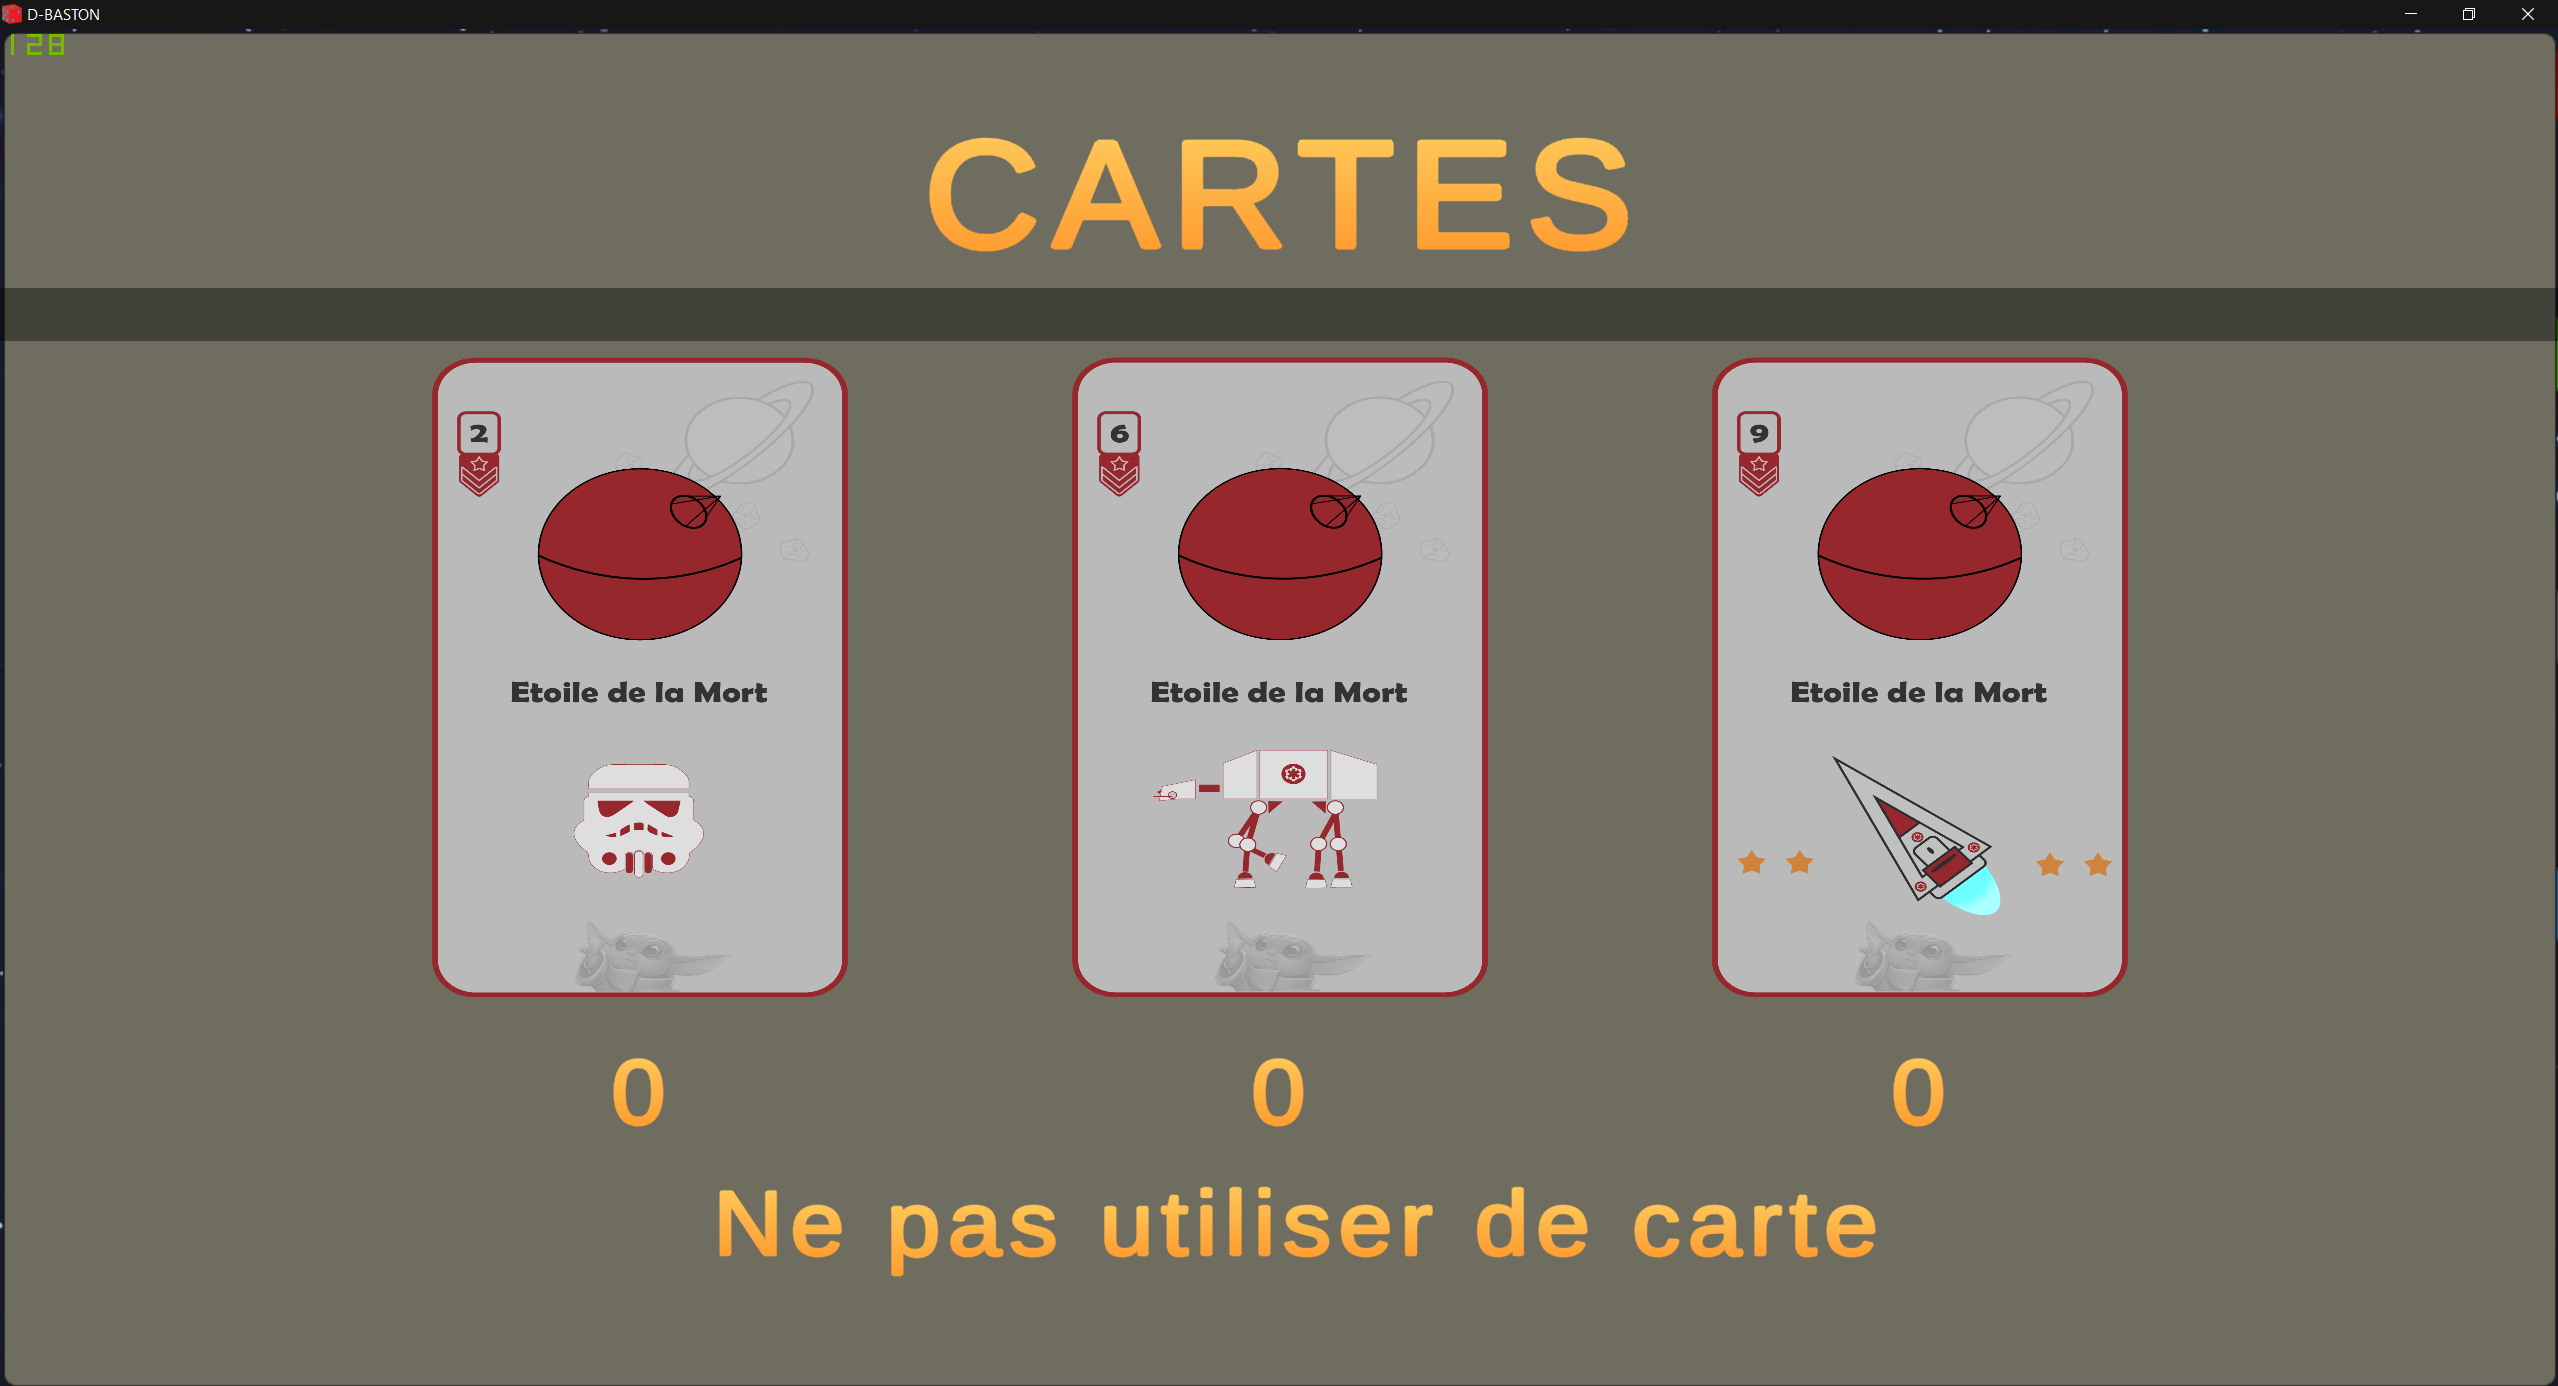 D-BASTON
128
CARTES
2
6
9
Etoile de la Mort
Etoile de la Mort
Etoile de la Mort
0
0
0
Ne pas utiliser de carte